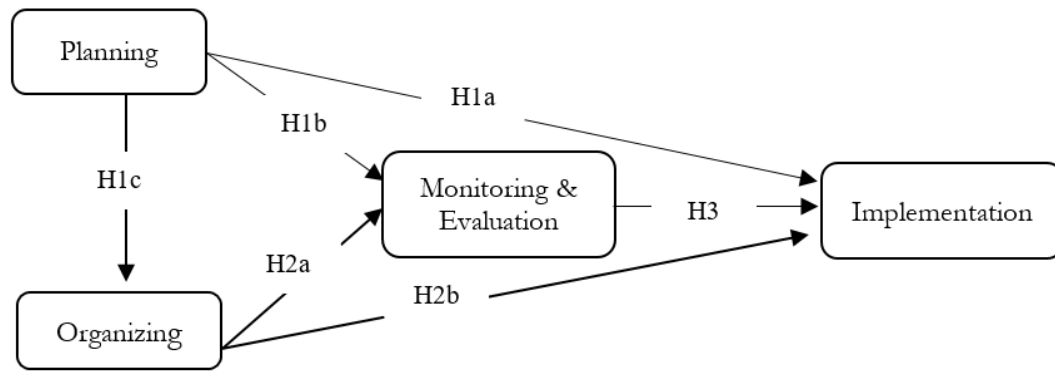 Planning
H1a
H1b
H1c
Monitoring &
Evaluation
H3
Implementation
H2a
H2b
Organizing